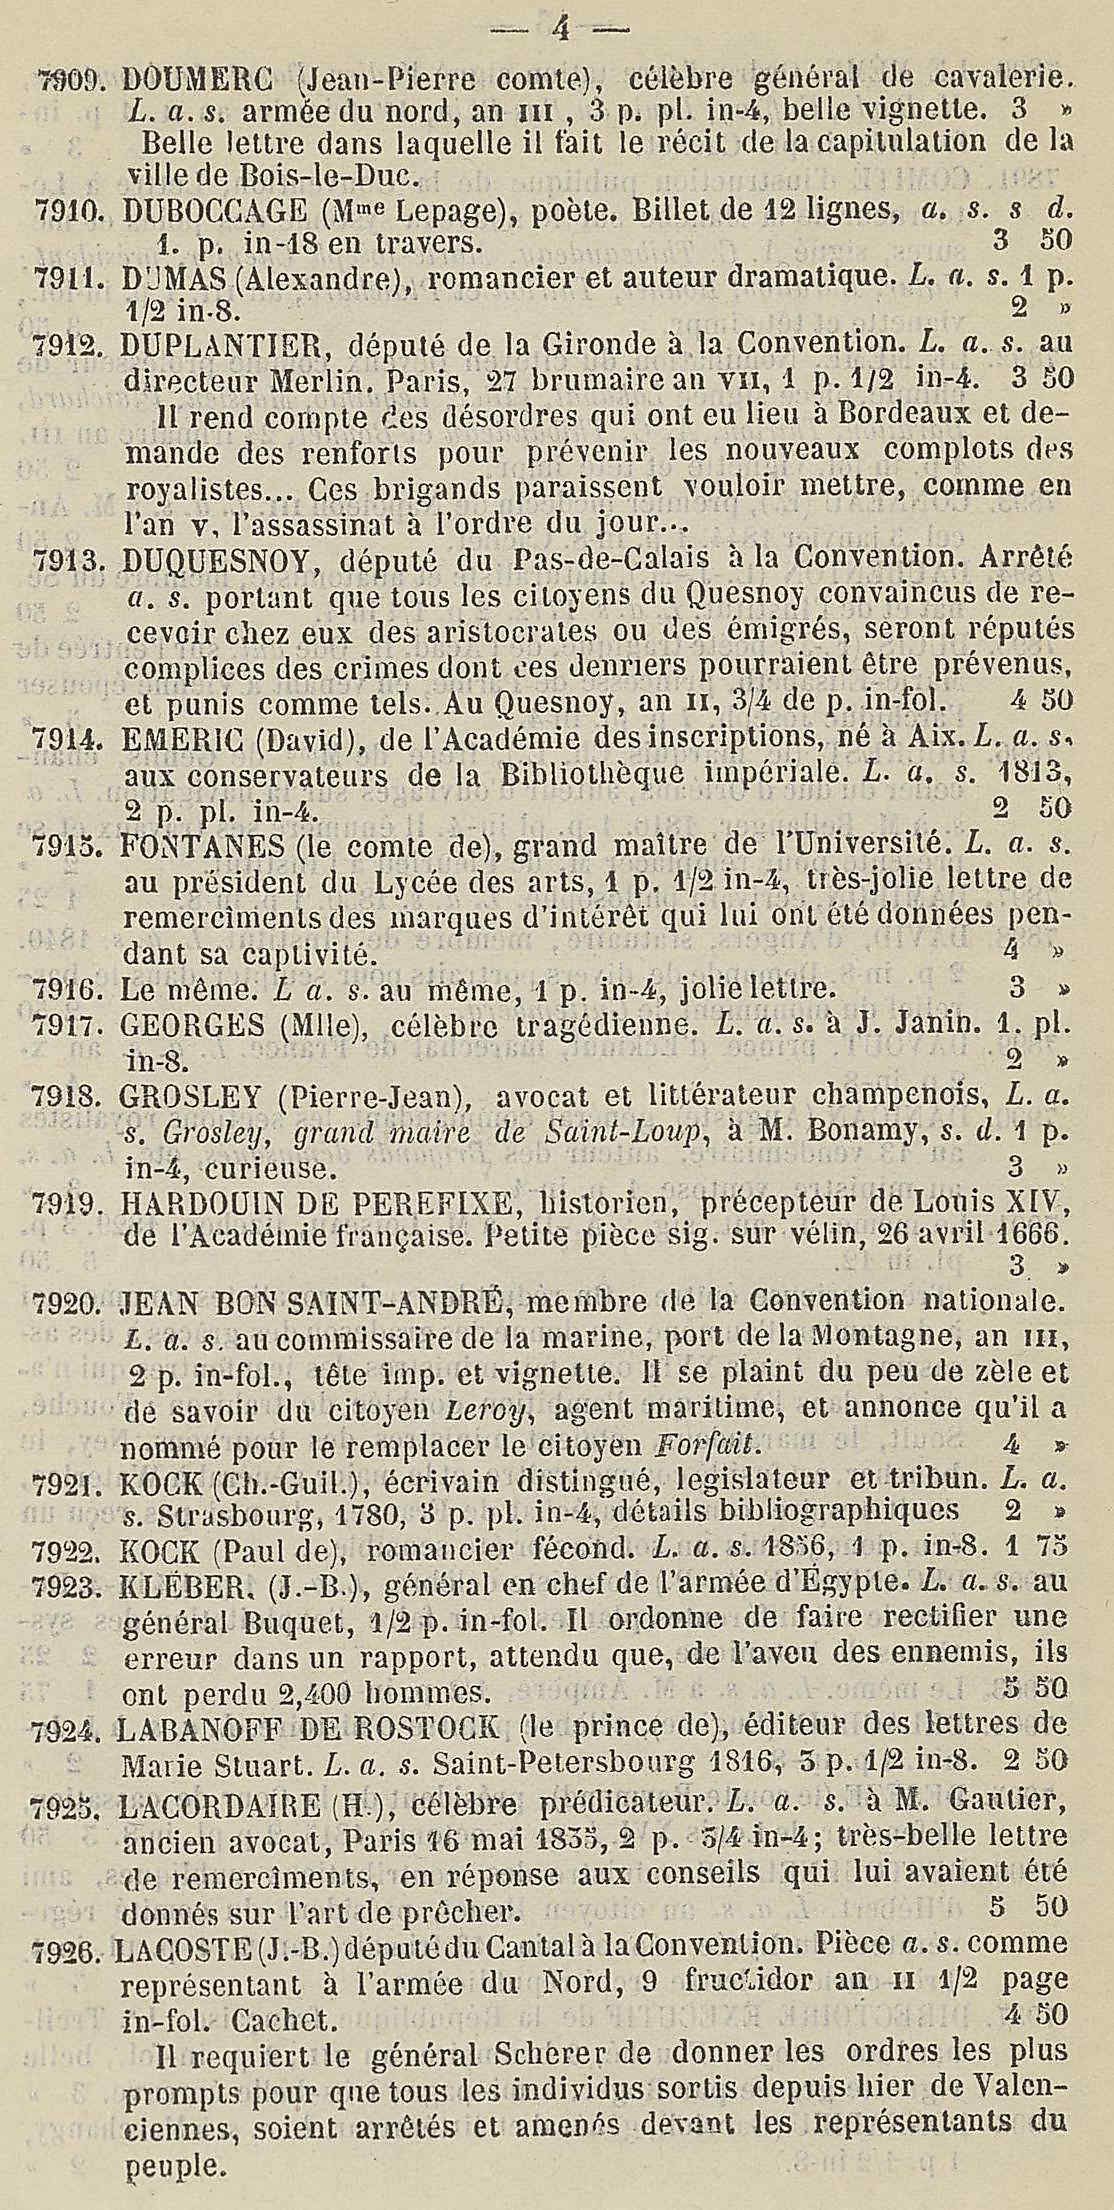 — 4 —
7909. DOUMERC (Jean-Pierre comte), célèbre général de cavalerie.
L. a. s. armée du nord, an III, 3 p. pl. in-4, belle vignette. 3 »
Belle lettre dans laquelle il fait le récit de la capitulation de la
ville de Bois-le-Duc.
7910. DUBOCCAGE (Mme Lepage), poète. Billet de 12 lignes, a. s. s d.
1. p. in-18 en travers. 3 50
7911. DUMAS (Alexandre), romancier et auteur dramatique. L. a. s. 1 p.
1/2 in-8. 2 »
7912. DUPLANTIER, député de la Gironde à la Convention. L. a. s. au
directeur Merlin. Paris, 27 brumaire an VII, 1 p. 1/2 in-4. 3 50
Il rend compte des désordres qui ont eu lieu à Bordeaux et de-
mande des renforts pour prévenir les nouveaux complots des
royalistes... Ces brigands paraissent vouloir mettre, comme en
l'an V, l'assassinat à l'ordre du jour...
7913. DUQUESNOY, député du Pas-de-Calais à la Convention. Arrêté
a. s. portant que tous les citoyens du Quesnoy convaincus de re-
cevoir chez eux des aristocrates ou des émigrés, seront réputés
complices des crimes dont ces denriers pourraient être prévenus,
et punis comme tels. Au Quesnoy, an II, 3/4 de p. in-fol. 4 50
7914. EMERIC (David), de l'Académie des inscriptions, né à Aix. L. a. s.
aux conservateurs de la Bibliothèque impériale. L. a. s. 1813,
2 p. pl. in-4. 2 50
7915. FONTANES (le comte de), grand maître de l'Université. L. a. s.
au président du Lycée des arts, 1 p. 1/2 in-4, très-jolie lettre de
remercîments des marques d'intérêt qui lui ont été données pen-
dant sa captivité. 4 »
7916. Le même. L a. s. au même, 1 p. in-4, jolie lettre. 3 »
7917. GEORGES (Mlle), célèbre tragédienne. L. a. s. à J. Janin. 1. pl.
in-8. 2 »
7918. GROSLEY (Pierre-Jean), avocat et littérateur champenois, L. a.
s. Grosley, grand maire de Saint-Loup, à M. Bonamy, s. d. 1 p.
in-4, curieuse. 3 »
7919. HARDOUIN DE PEREFIXE, historien, précepteur de Louis XIV,
de l'Académie française. Petite pièce sig. sur vélin, 26 avril 1666.
3 »
7920. JEAN BON SAINT-ANDRÉ, membre de la Convention nationale.
L. a. s. au commissaire de la marine, port de la Montagne, an III,
2 p. in-fol., tête imp. et vignette. Il se plaint du peu de zèle et
de savoir du citoyen Leroy, agent maritime, et annonce qu'il a
nommé pour le remplacer le citoyen Forfait. 4 »
7921. KOCK (Ch.-Guil.), écrivain distingué, legislateur et tribun. L. a.
s. Strasbourg, 1780, 3 p. pl. in-4, détails bibliographiques 2 »
7922. KOCK (Paul de), romancier fécond. L. a. s. 1856, 1 p. in-8. 1 75
7923. KLÉBER. (J.-B.), général en chef de l'armée d'Égypte. L. a. s. au
général Buquet, 1/2 p. in-fol. Il ordonne de faire rectifier une
erreur dans un rapport, attendu que, de l'aveu des ennemis, ils
ont perdu 2,400 hommes. 5 50
7924. LABANOFF DE ROSTOCK (le prince de), éditeur des lettres de
Marie Stuart. L. a. s. Saint-Petersbourg 1816, 3 p. 1/2 in-8. 2 50
7925. LACORDAIRE (H.), célèbre prédicateur. L. a. s. à M. Gautier,
ancien avocat, Paris 16 mai 1835, 2 p. 3/4 in-4; très-belle lettre
de remercîments, en réponse aux conseils qui lui avaient été
donnés sur l'art de prêcher. 5 50
7926. LACOSTE (J.-B.) député du Cantal à la Convention. Pièce a. s. comme
représentant à l'armée du Nord, 9 fructidor an II 1/2 page
in-fol. Cachet. 4 50
Il requiert le général Scherer de donner les ordres les plus
prompts pour que tous les individus sortis depuis hier de Valen-
ciennes, soient arrêtés et amenés devant les représentants du
peuple.